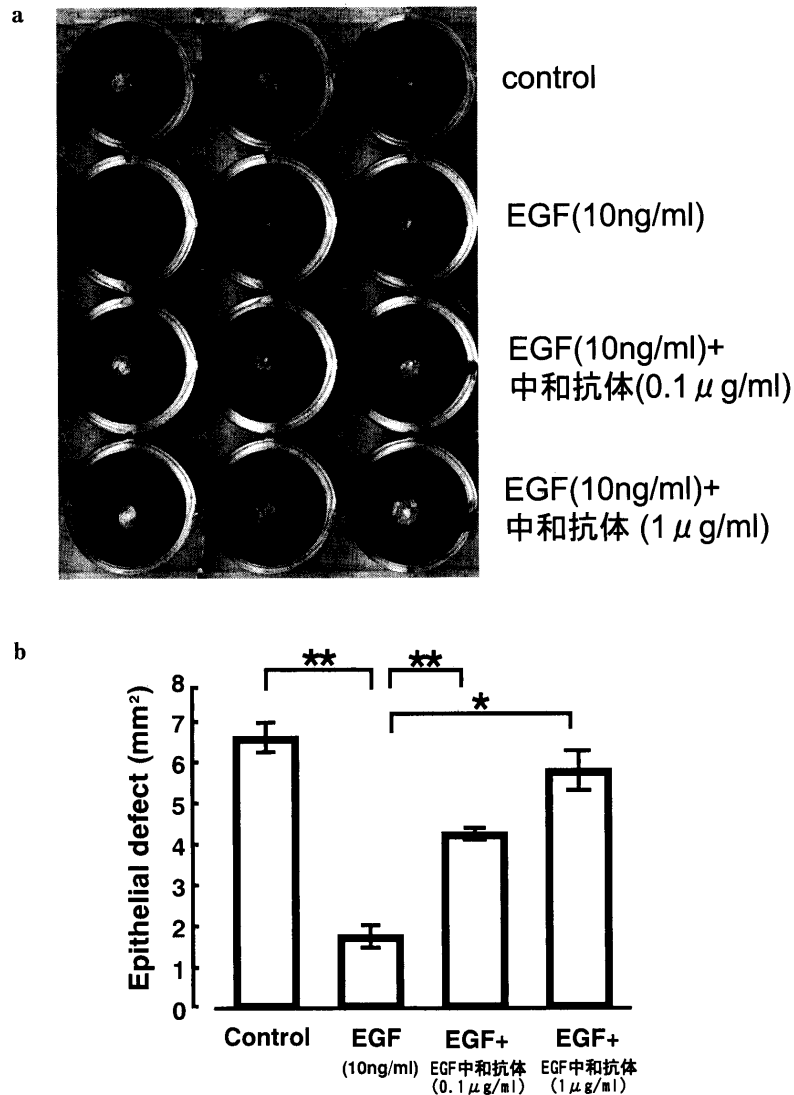 a
control
EGF(10ng/ml)
EGF(10ng/ml)+
中和抗体(0.1μg/ml)
EGF(10ng/ml)+
中和抗体 (1μg/ml)
b
Epithelial defect (mm²)
8
7
6
5
4
3
2
1
0
**
**
*
Control
EGF
(10ng/ml)
EGF+
EGF中和抗体
(0.1μg/ml)
EGF+
EGF中和抗体
(1μg/ml)